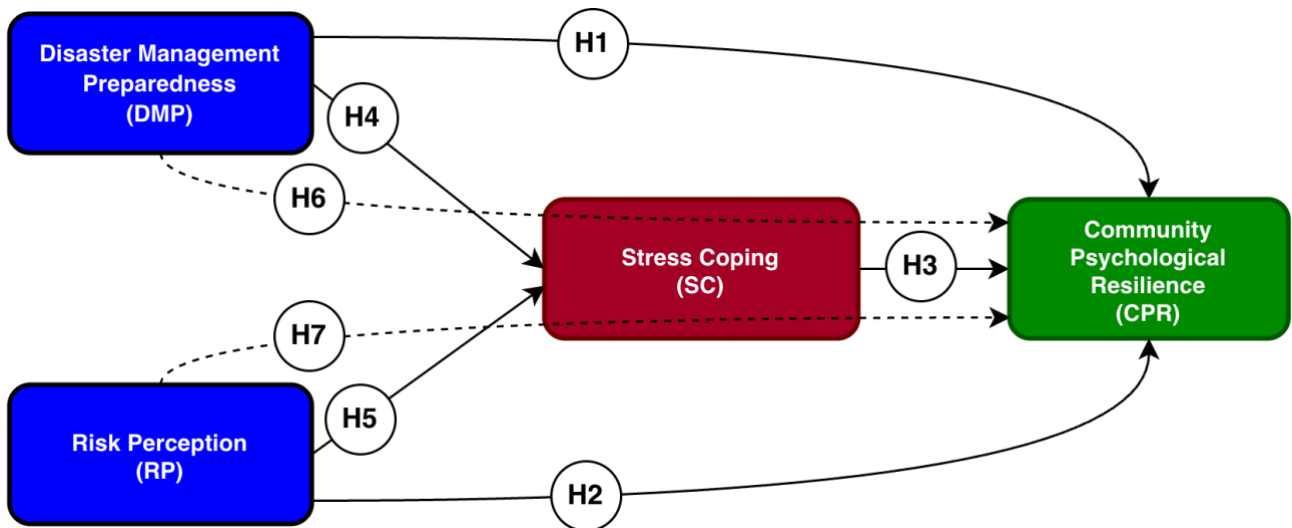 Disaster Management
Preparedness
(DMP)
H1
H4
H6
Stress Coping
(SC)
H3
Community
Psychological
Resilience
(CPR)
H7
H5
Risk Perception
(RP)
H2